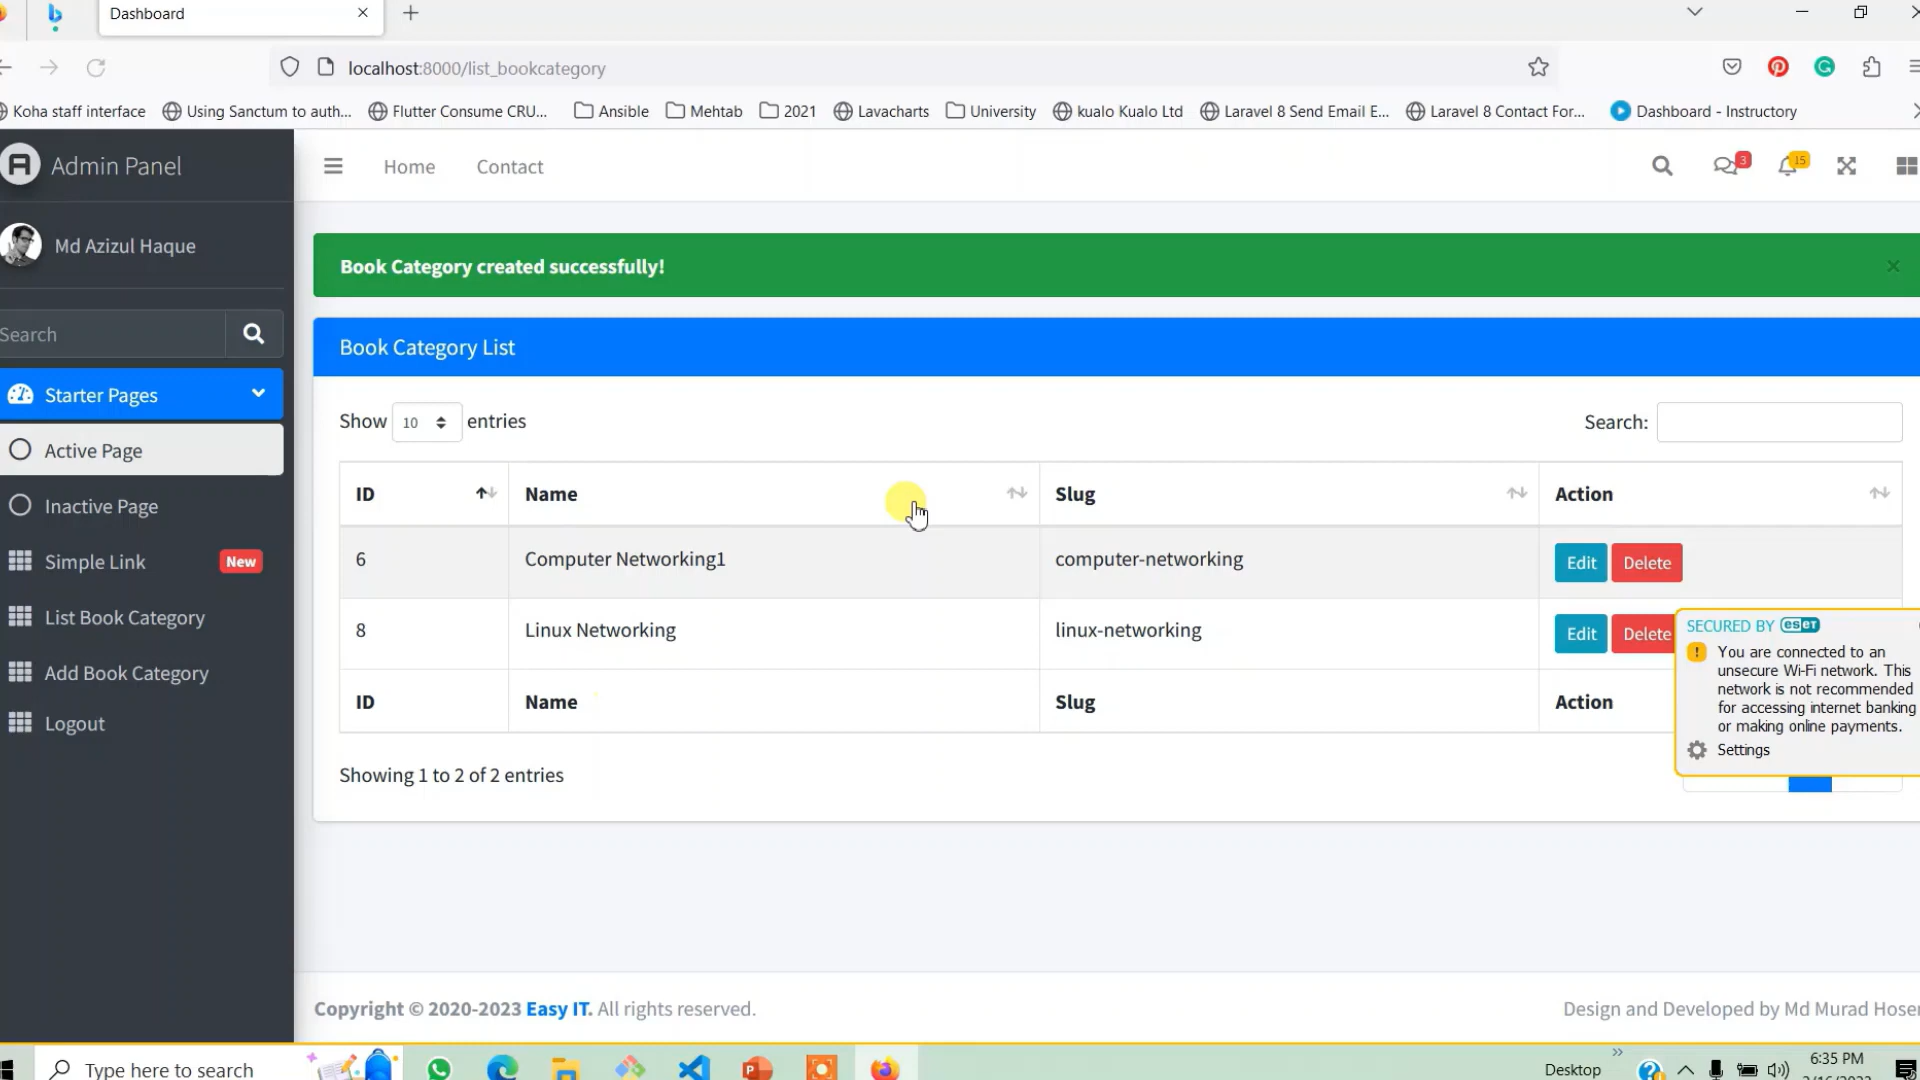 Dashboard
localhost:8000/list_bookcategory
Koha staff interface
Using Sanctum to auth...
Flutter Consume CRU...
Ansible
Mehtab
2021
Lavacharts
University
kualo Kualo Ltd
Laravel 8 Send Email E...
Laravel 8 Contact For...
Dashboard - Instructory
Admin Panel
Home
Contact
3
15
Md Azizul Haque
Book Category created successfully!
Search
Book Category List
Starter Pages
Show 10 entries
Search:
Active Page
ID Name Slug Action
Inactive Page
6 Computer Networking1 computer-networking Edit Delete
Simple Link New
List Book Category
8 Linux Networking linux-networking Edit Delete
Add Book Category
ID Name Slug Action
Logout
Showing 1 to 2 of 2 entries
SECURED BY eset
You are connected to an
unsecure Wi-Fi network. This
network is not recommended
for accessing internet banking
or making online payments.
Settings
Copyright © 2020-2023 Easy IT. All rights reserved.
Design and Developed by Md Murad Hosen
Type here to search
Desktop
6:35 PM